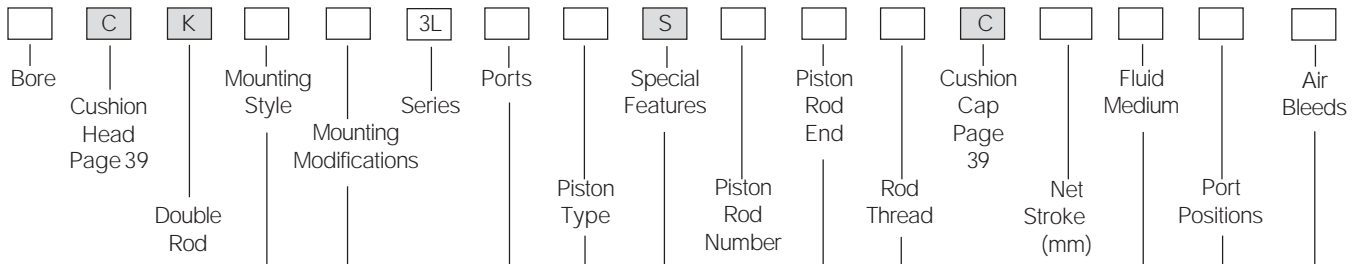 C K 3L S C
Bore
Cushion
Head
Page 39
Double
Rod
Mounting
Style
Mounting
Modifications
Series
Ports
Piston
Type
Special
Features
Piston
Rod
Number
Piston
Rod
End
Rod
Thread
Cushion
Cap
Page
39
Net
Stroke
(mm)
Fluid
Medium
Port
Positions
Air
Bleeds